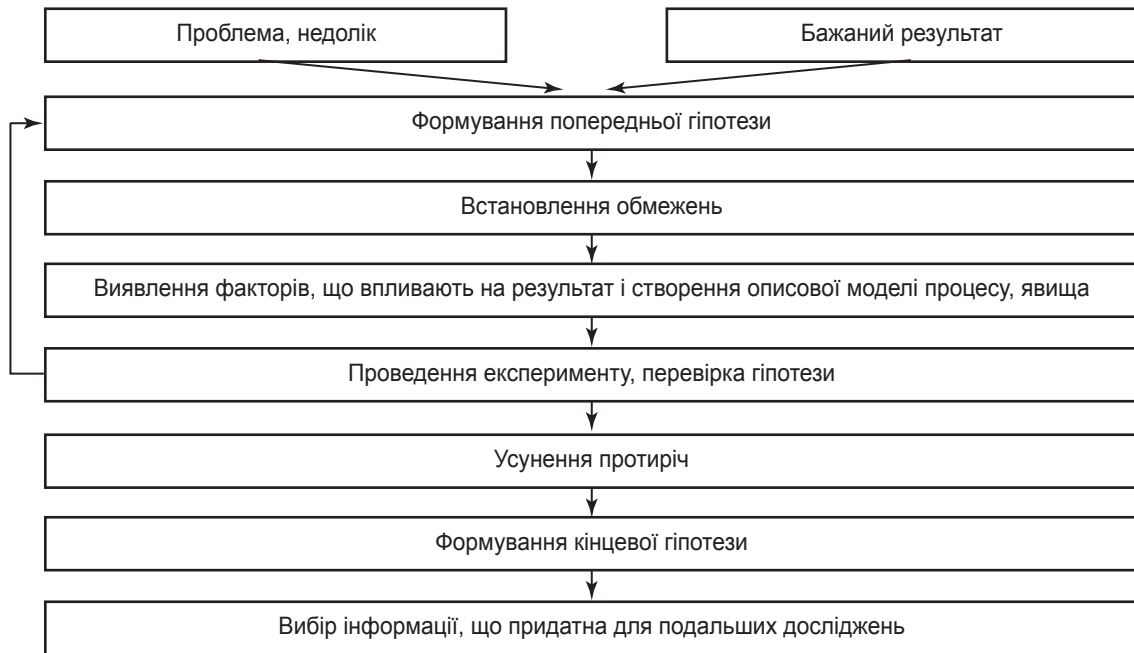 Проблема, недолік
Бажаний результат
Формування попередньої гіпотези
Встановлення обмежень
Виявлення факторів, що впливають на результат і створення описової моделі процесу, явища
Проведення експерименту, перевірка гіпотези
Усунення протиріч
Формування кінцевої гіпотези
Вибір інформації, що придатна для подальших досліджень